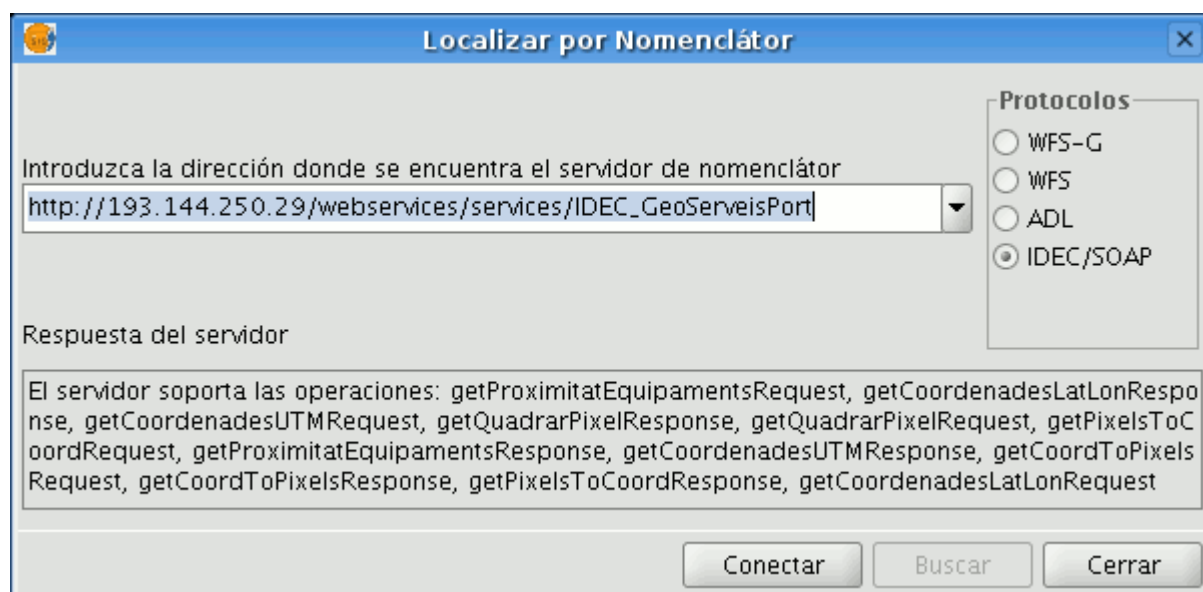 Localizar por Nomenclátor
Protocolos
WFS-G
WFS
ADL
IDEC/SOAP
Introduzca la dirección donde se encuentra el servidor de nomenclátor
http://193.144.250.29/webservices/services/IDEC_GeoServeisPort
Respuesta del servidor
El servidor soporta las operaciones: getProximitatEquipamentsRequest, getCoordenadesLatLonRespo
nse, getCoordenadesUTMRequest, getQuadrarPixelResponse, getQuadrarPixelRequest, getPixelsToC
oordRequest, getProximitatEquipamentsResponse, getCoordenadesUTMResponse, getCoordToPixels
Request, getCoordToPixelsResponse, getPixelsToCoordResponse, getCoordenadesLatLonRequest
Conectar
Buscar
Cerrar